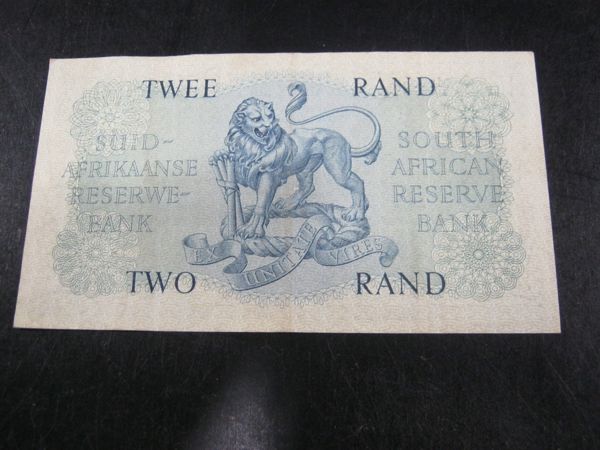 TWEE RAND
SUID-
AFRIKAANSE
RESERWE-
BANK
SOUTH
AFRICAN
RESERVE
BANK
EX UNITATE VIRES
TWO RAND